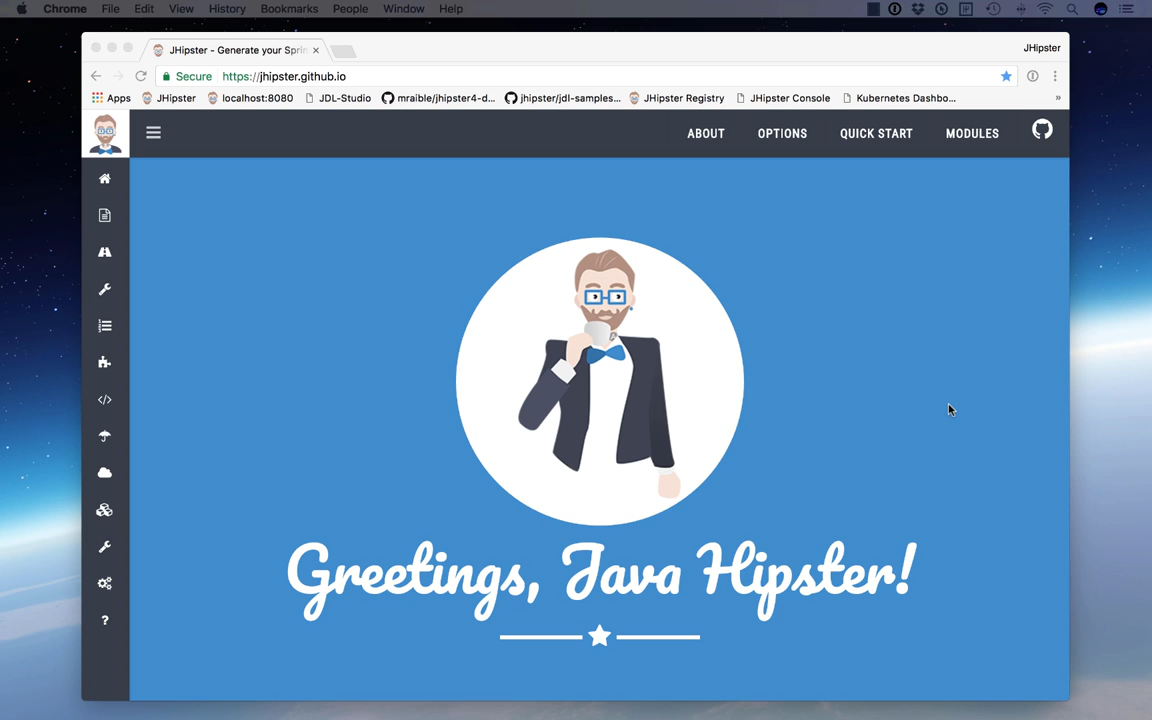 Chrome File Edit View History Bookmarks People Window Help
JHipster - Generate your Sprin
JHipster
Secure https://jhipster.github.io
Apps JHipster localhost:8080 JDL-Studio mraible/jhipster4-d... jhipster/jdl-samples... JHipster Registry JHipster Console Kubernetes Dashbo... »
ABOUT OPTIONS QUICK START MODULES
Greetings, Java Hipster!